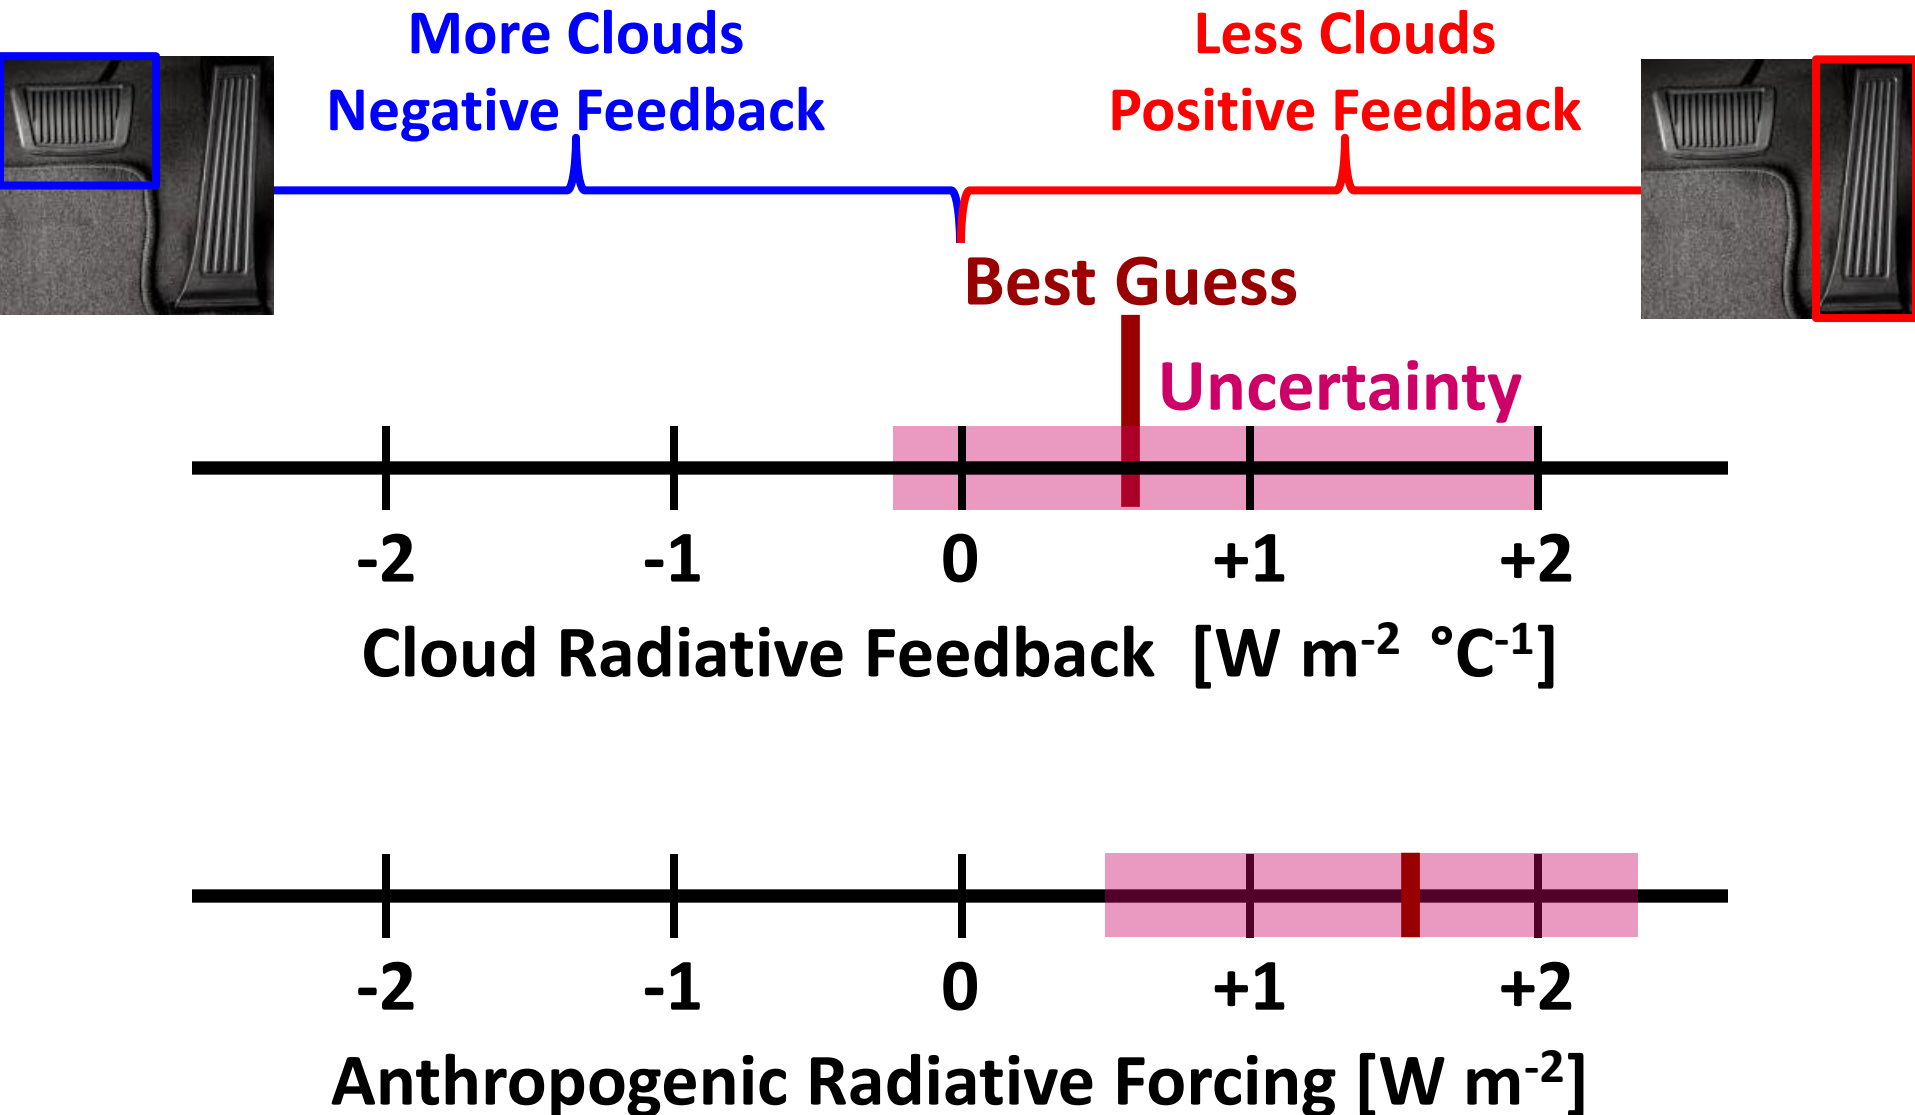 More Clouds
Negative Feedback
Less Clouds
Positive Feedback
Best Guess
Uncertainty
-2 -1 0 +1 +2
Cloud Radiative Feedback [W m-2 °C-1]
-2 -1 0 +1 +2
Anthropogenic Radiative Forcing [W m-2]